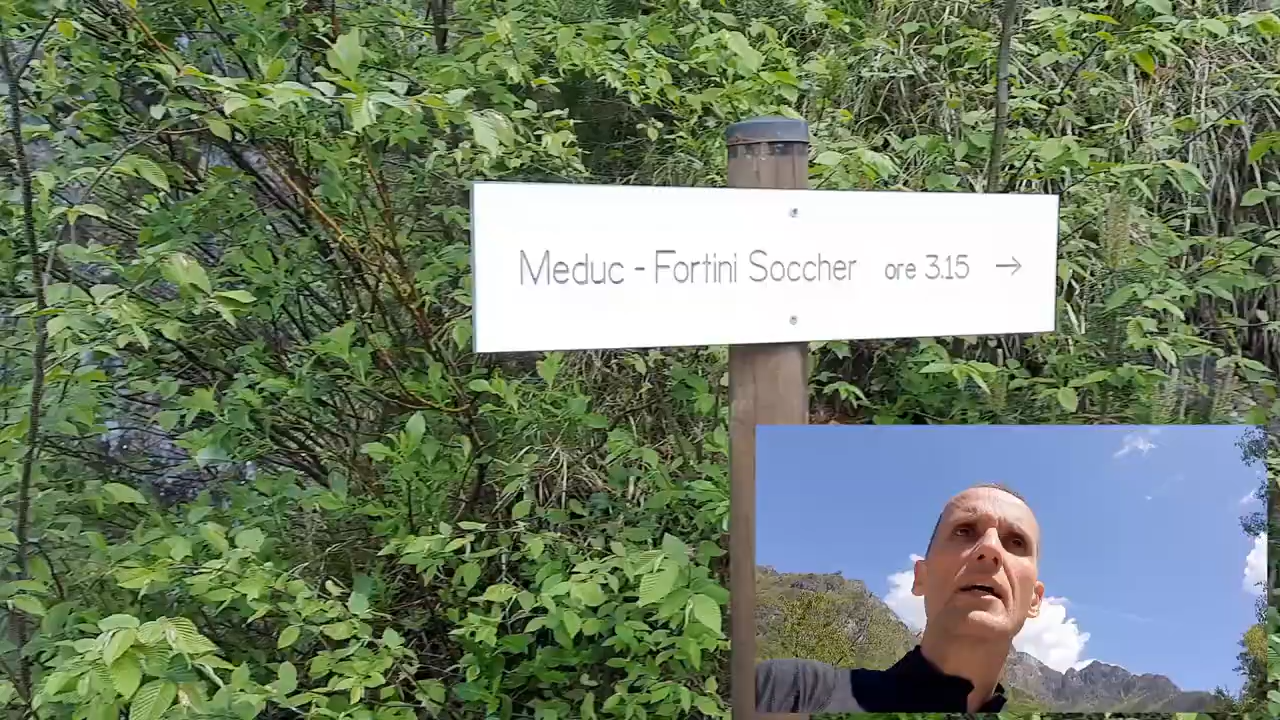 Meduc - Fortini Soccher ore 3.15 →